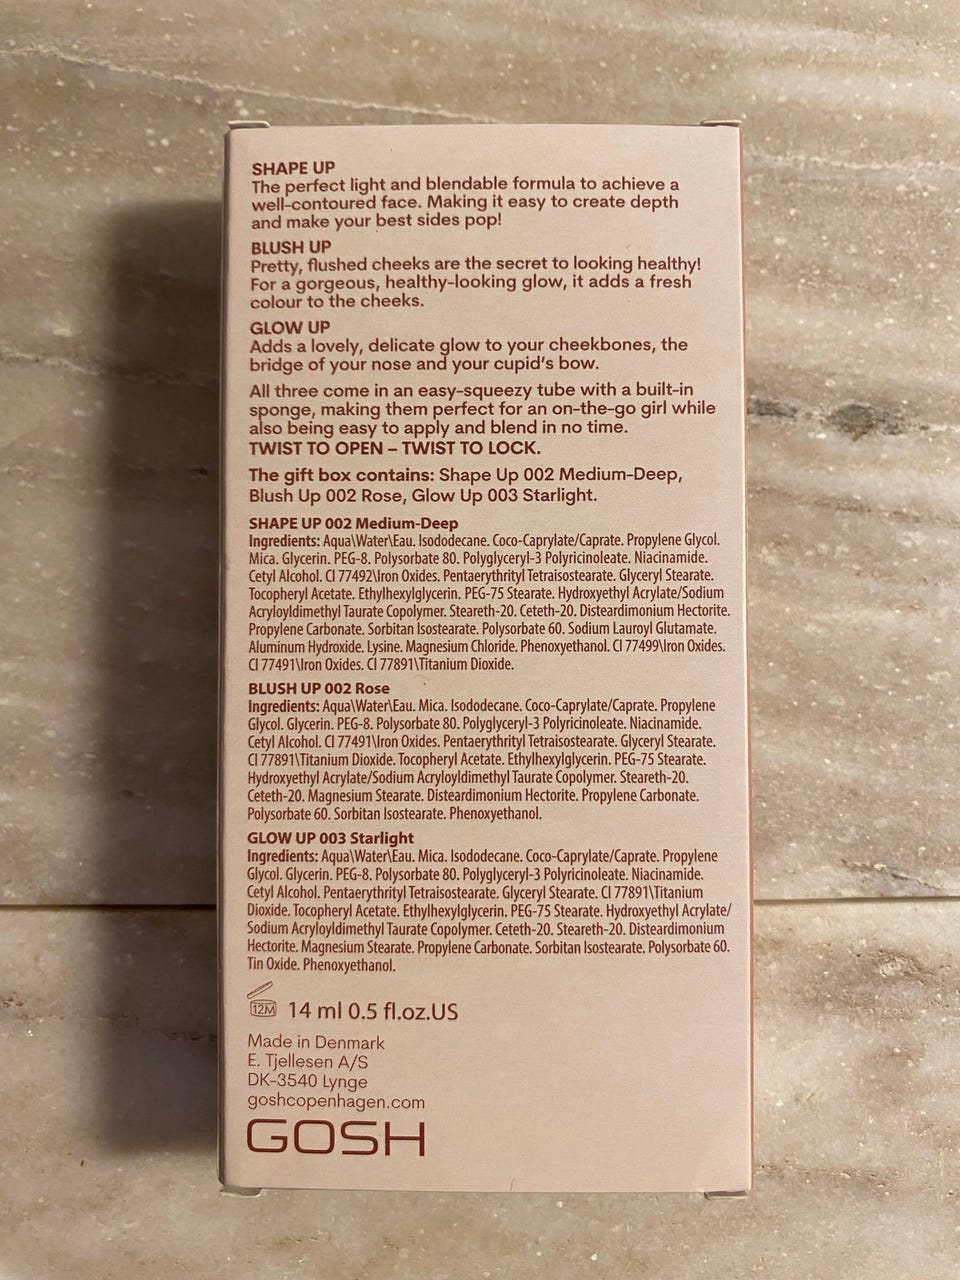 SHAPE UP
The perfect light and blendable formula to achieve a
well-contoured face. Making it easy to create depth
and make your best sides pop!
BLUSH UP
Pretty, flushed cheeks are the secret to looking healthy!
For a gorgeous, healthy-looking glow, it adds a fresh
colour to the cheeks.
GLOW UP
Adds a lovely, delicate glow to your cheekbones, the
bridge of your nose and your cupid's bow.
All three come in an easy-squeezy tube with a built-in
sponge, making them perfect for an on-the-go girl while
also being easy to apply and blend in no time.
TWIST TO OPEN – TWIST TO LOCK.
The gift box contains: Shape Up 002 Medium-Deep,
Blush Up 002 Rose, Glow Up 003 Starlight.
SHAPE UP 002 Medium-Deep
Ingredients: Aqua\Water\Eau. Isododecane. Coco-Caprylate/Caprate. Propylene Glycol.
Mica. Glycerin. PEG-8. Polysorbate 80. Polyglyceryl-3 Polyricinoleate. Niacinamide.
Cetyl Alcohol. CI 77492\Iron Oxides. Pentaerythrityl Tetraisostearate. Glyceryl Stearate.
Tocopheryl Acetate. Ethylhexylglycerin. PEG-75 Stearate. Hydroxyethyl Acrylate/Sodium
Acryloyldimethyl Taurate Copolymer. Steareth-20. Ceteth-20. Disteardimonium Hectorite.
Propylene Carbonate. Sorbitan Isostearate. Polysorbate 60. Sodium Lauroyl Glutamate.
Aluminum Hydroxide. Lysine. Magnesium Chloride. Phenoxyethanol. CI 77499\Iron Oxides.
CI 77491\Iron Oxides. CI 77891\Titanium Dioxide.
BLUSH UP 002 Rose
Ingredients: Aqua\Water\Eau. Mica. Isododecane. Coco-Caprylate/Caprate. Propylene
Glycol. Glycerin. PEG-8. Polysorbate 80. Polyglyceryl-3 Polyricinoleate. Niacinamide.
Cetyl Alcohol. CI 77491\Iron Oxides. Pentaerythrityl Tetraisostearate. Glyceryl Stearate.
CI 77891\Titanium Dioxide. Tocopheryl Acetate. Ethylhexylglycerin. PEG-75 Stearate.
Hydroxyethyl Acrylate/Sodium Acryloyldimethyl Taurate Copolymer. Steareth-20.
Ceteth-20. Magnesium Stearate. Disteardimonium Hectorite. Propylene Carbonate.
Polysorbate 60. Sorbitan Isostearate. Phenoxyethanol.
GLOW UP 003 Starlight
Ingredients: Aqua\Water\Eau. Mica. Isododecane. Coco-Caprylate/Caprate. Propylene
Glycol. Glycerin. PEG-8. Polysorbate 80. Polyglyceryl-3 Polyricinoleate. Niacinamide.
Cetyl Alcohol. Pentaerythrityl Tetraisostearate. Glyceryl Stearate. CI 77891\Titanium
Dioxide. Tocopheryl Acetate. Ethylhexylglycerin. PEG-75 Stearate. Hydroxyethyl Acrylate/
Sodium Acryloyldimethyl Taurate Copolymer. Ceteth-20. Steareth-20. Disteardimonium
Hectorite. Magnesium Stearate. Propylene Carbonate. Sorbitan Isostearate. Polysorbate 60.
Tin Oxide. Phenoxyethanol.
12M 14 ml 0.5 fl.oz.US
Made in Denmark
E. Tjellesen A/S
DK-3540 Lynge
goshcopenhagen.com
GOSH